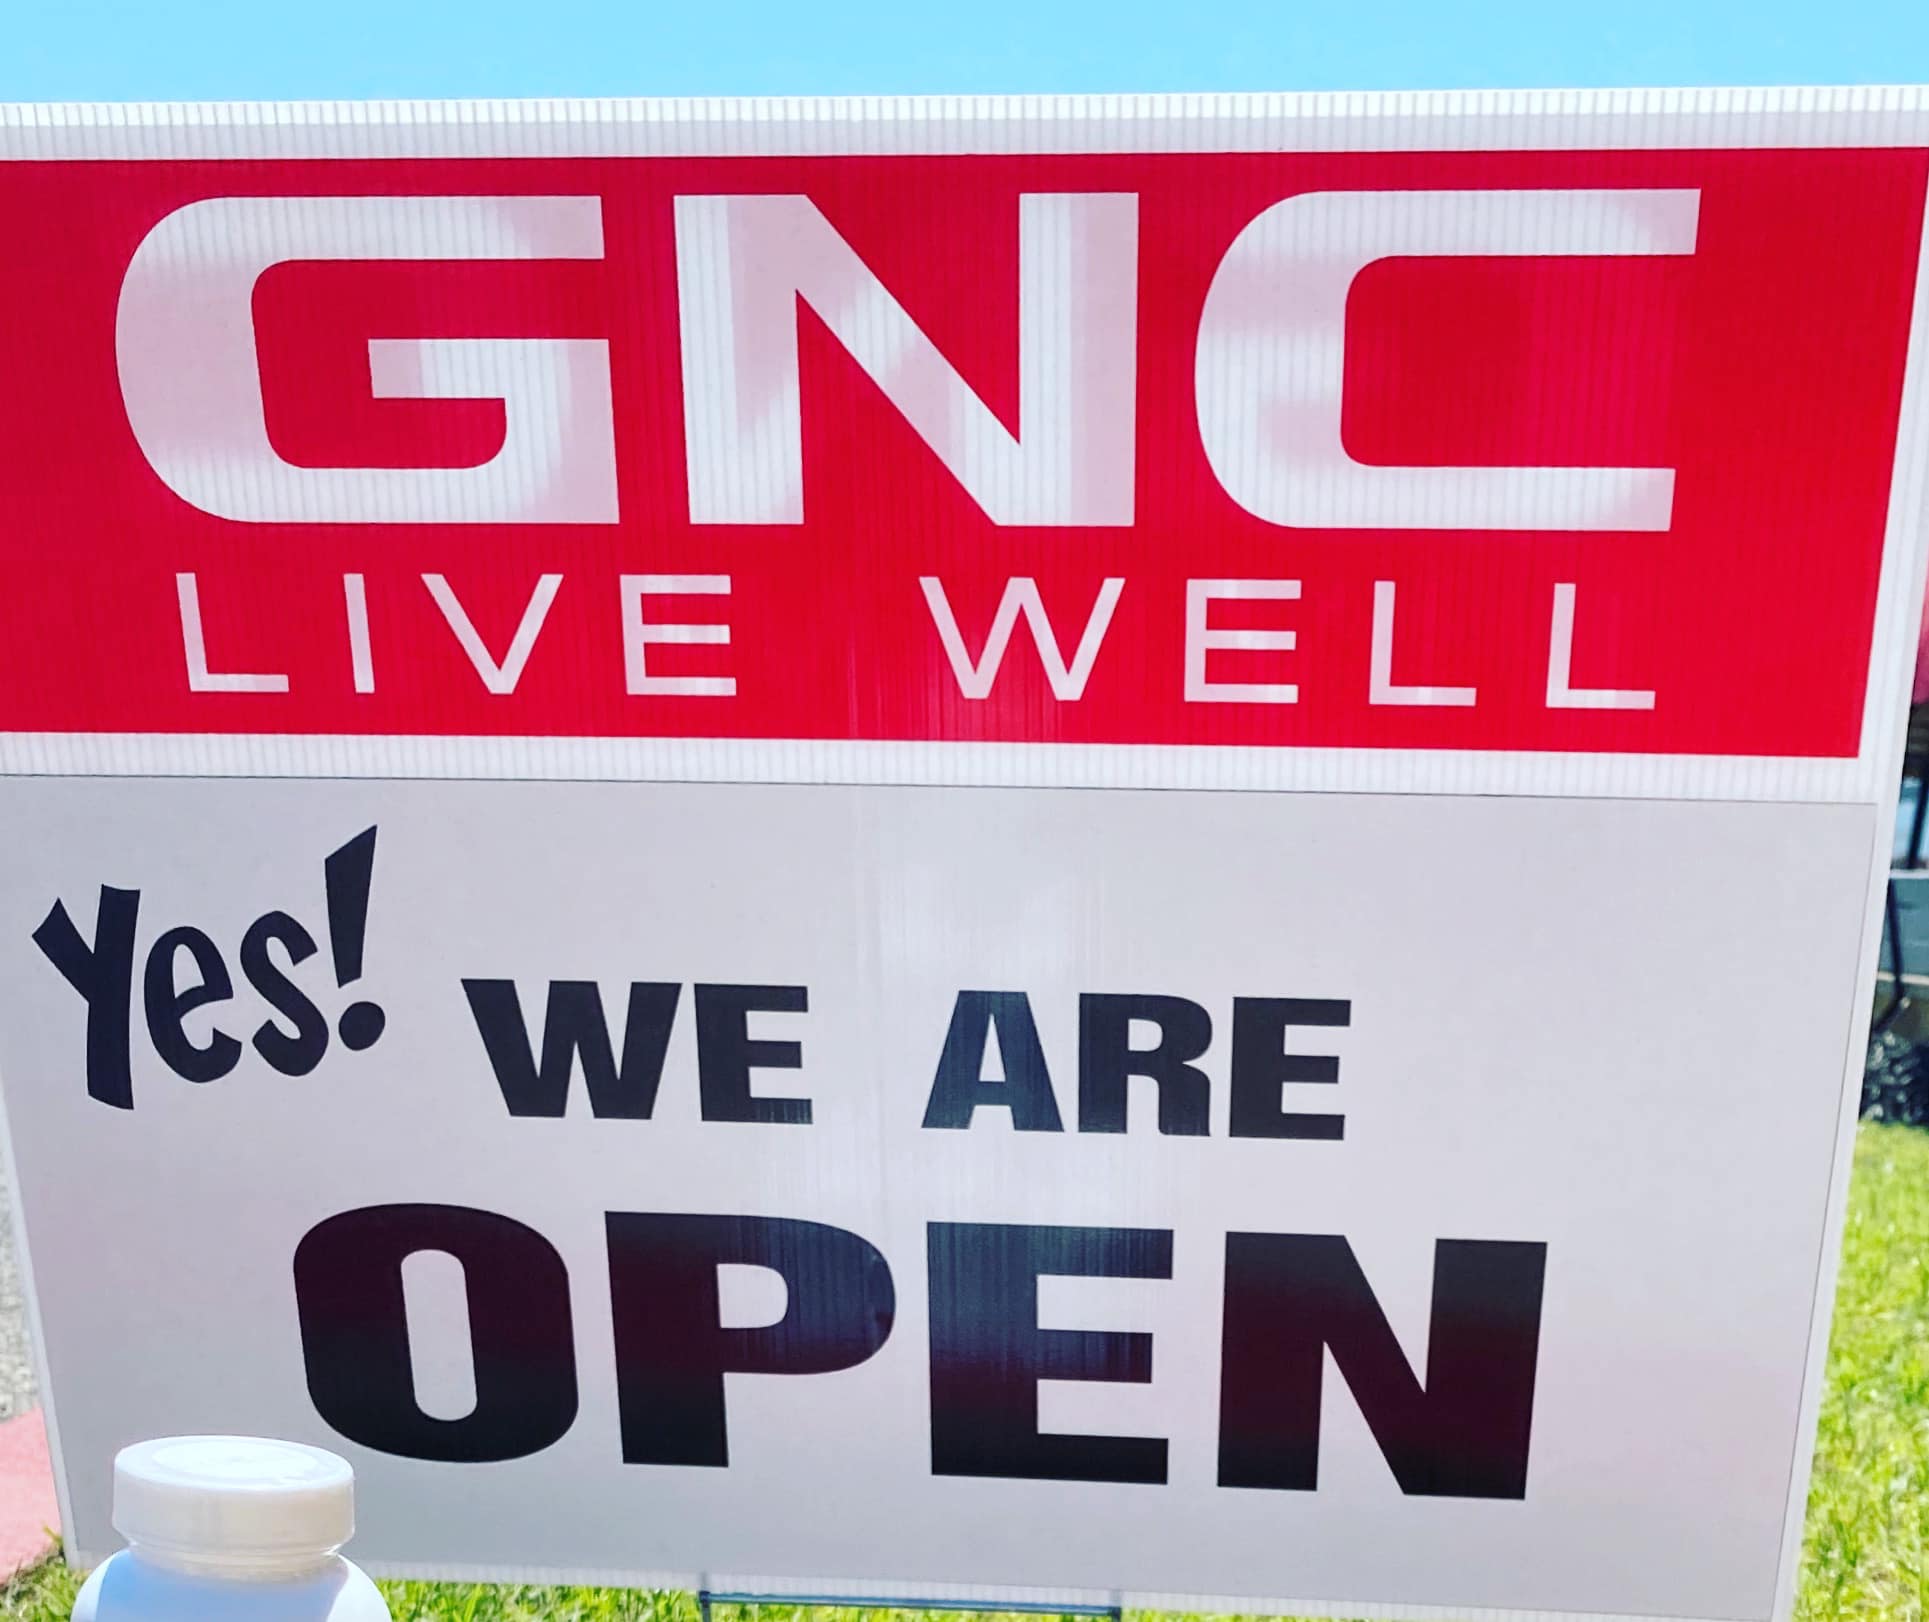 GNC
LIVE WELL
Yes! WE ARE
OPEN